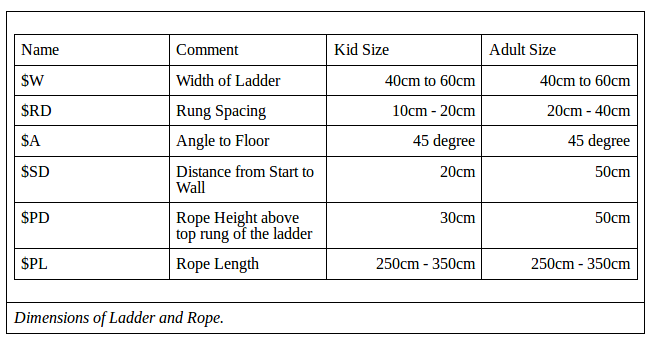 Name Comment Kid Size Adult Size
$W Width of Ladder 40cm to 60cm 40cm to 60cm
$RD Rung Spacing 10cm - 20cm 20cm - 40cm
$A Angle to Floor 45 degree 45 degree
$SD Distance from Start to 20cm 50cm
Wall
$PD Rope Height above 30cm 50cm
top rung of the ladder
$PL Rope Length 250cm - 350cm 250cm - 350cm
Dimensions of Ladder and Rope.